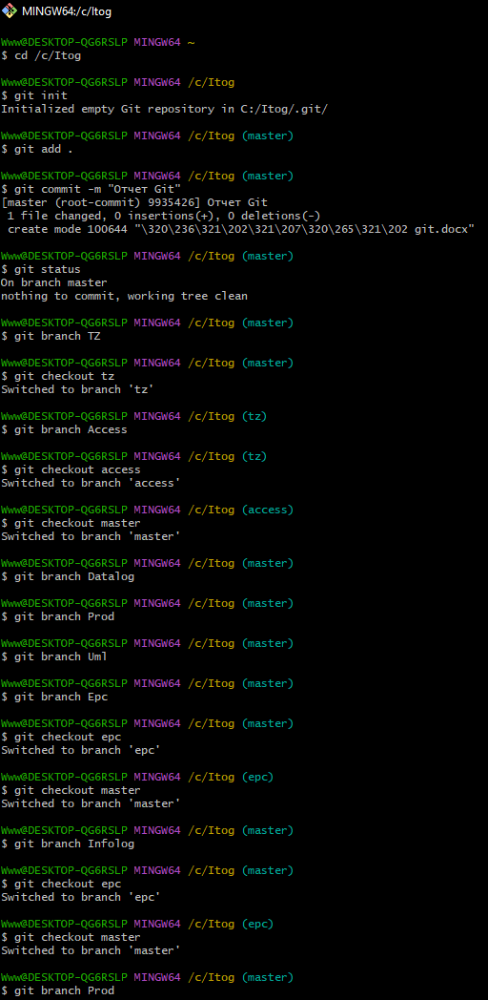 MINGW64:/c/Itog
Www@DESKTOP-QG6RSLP MINGW64 ~
$ cd /c/Itog
Www@DESKTOP-QG6RSLP MINGW64 /c/Itog
$ git init
Initialized empty Git repository in C:/Itog/.git/
Www@DESKTOP-QG6RSLP MINGW64 /c/Itog (master)
$ git add .
Www@DESKTOP-QG6RSLP MINGW64 /c/Itog (master)
$ git commit -m "Отчет Git"
[master (root-commit) 9935426] Отчет Git
1 file changed, 0 insertions(+), 0 deletions(-)
create mode 100644 "\320\236\321\202\321\207\320\265\321\202 git.docx"
Www@DESKTOP-QG6RSLP MINGW64 /c/Itog (master)
$ git status
On branch master
nothing to commit, working tree clean
Www@DESKTOP-QG6RSLP MINGW64 /c/Itog (master)
$ git branch TZ
Www@DESKTOP-QG6RSLP MINGW64 /c/Itog (master)
$ git checkout tz
Switched to branch 'tz'
Www@DESKTOP-QG6RSLP MINGW64 /c/Itog (tz)
$ git branch Access
Www@DESKTOP-QG6RSLP MINGW64 /c/Itog (tz)
$ git checkout access
Switched to branch 'access'
Www@DESKTOP-QG6RSLP MINGW64 /c/Itog (access)
$ git checkout master
Switched to branch 'master'
Www@DESKTOP-QG6RSLP MINGW64 /c/Itog (master)
$ git branch Datalog
Www@DESKTOP-QG6RSLP MINGW64 /c/Itog (master)
$ git branch Prod
Www@DESKTOP-QG6RSLP MINGW64 /c/Itog (master)
$ git branch Uml
Www@DESKTOP-QG6RSLP MINGW64 /c/Itog (master)
$ git branch Epc
Www@DESKTOP-QG6RSLP MINGW64 /c/Itog (master)
$ git checkout epc
Switched to branch 'epc'
Www@DESKTOP-QG6RSLP MINGW64 /c/Itog (epc)
$ git checkout master
Switched to branch 'master'
Www@DESKTOP-QG6RSLP MINGW64 /c/Itog (master)
$ git branch Infolog
Www@DESKTOP-QG6RSLP MINGW64 /c/Itog (master)
$ git checkout epc
Switched to branch 'epc'
Www@DESKTOP-QG6RSLP MINGW64 /c/Itog (epc)
$ git checkout master
Switched to branch 'master'
Www@DESKTOP-QG6RSLP MINGW64 /c/Itog (master)
$ git branch Prod